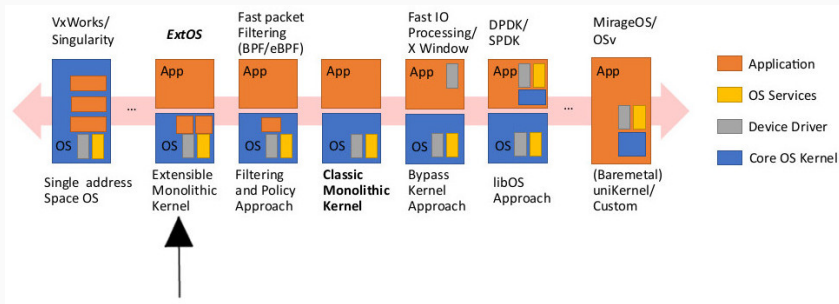 VxWorks/
Singularity
ExtOS
Fast packet
Filtering
(BPF/eBPF)
Fast IO
Processing/
X Window
DPDK/
SPDK
MirageOS/
OSv
App
App
App
App
App
App
...
...
OS
OS
OS
OS
OS
OS
Single address
Space OS
Extensible
Monolithic
Kernel
Filtering
and Policy
Approach
Classic
Monolithic
Kernel
Bypass
Kernel
Approach
libOS
Approach
(Baremetal)
uniKernel/
Custom
Application
OS Services
Device Driver
Core OS Kernel